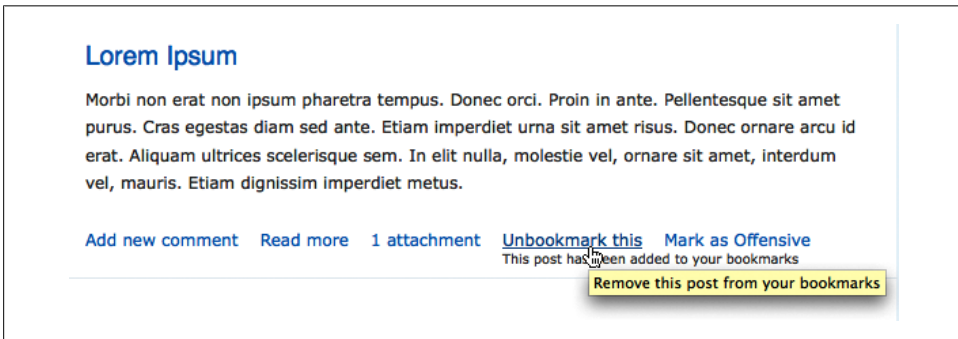 Lorem Ipsum
Morbi non erat non ipsum pharetra tempus. Donec orci. Proin in ante. Pellentesque sit amet
purus. Cras egestas diam sed ante. Etiam imperdiet urna sit amet risus. Donec ornare arcu id
erat. Aliquam ultrices scelerisque sem. In elit nulla, molestie vel, ornare sit amet, interdum
vel, mauris. Etiam dignissim imperdiet metus.
Add new comment Read more 1 attachment Unbookmark this Mark as Offensive
This post has been added to your bookmarks
Remove this post from your bookmarks